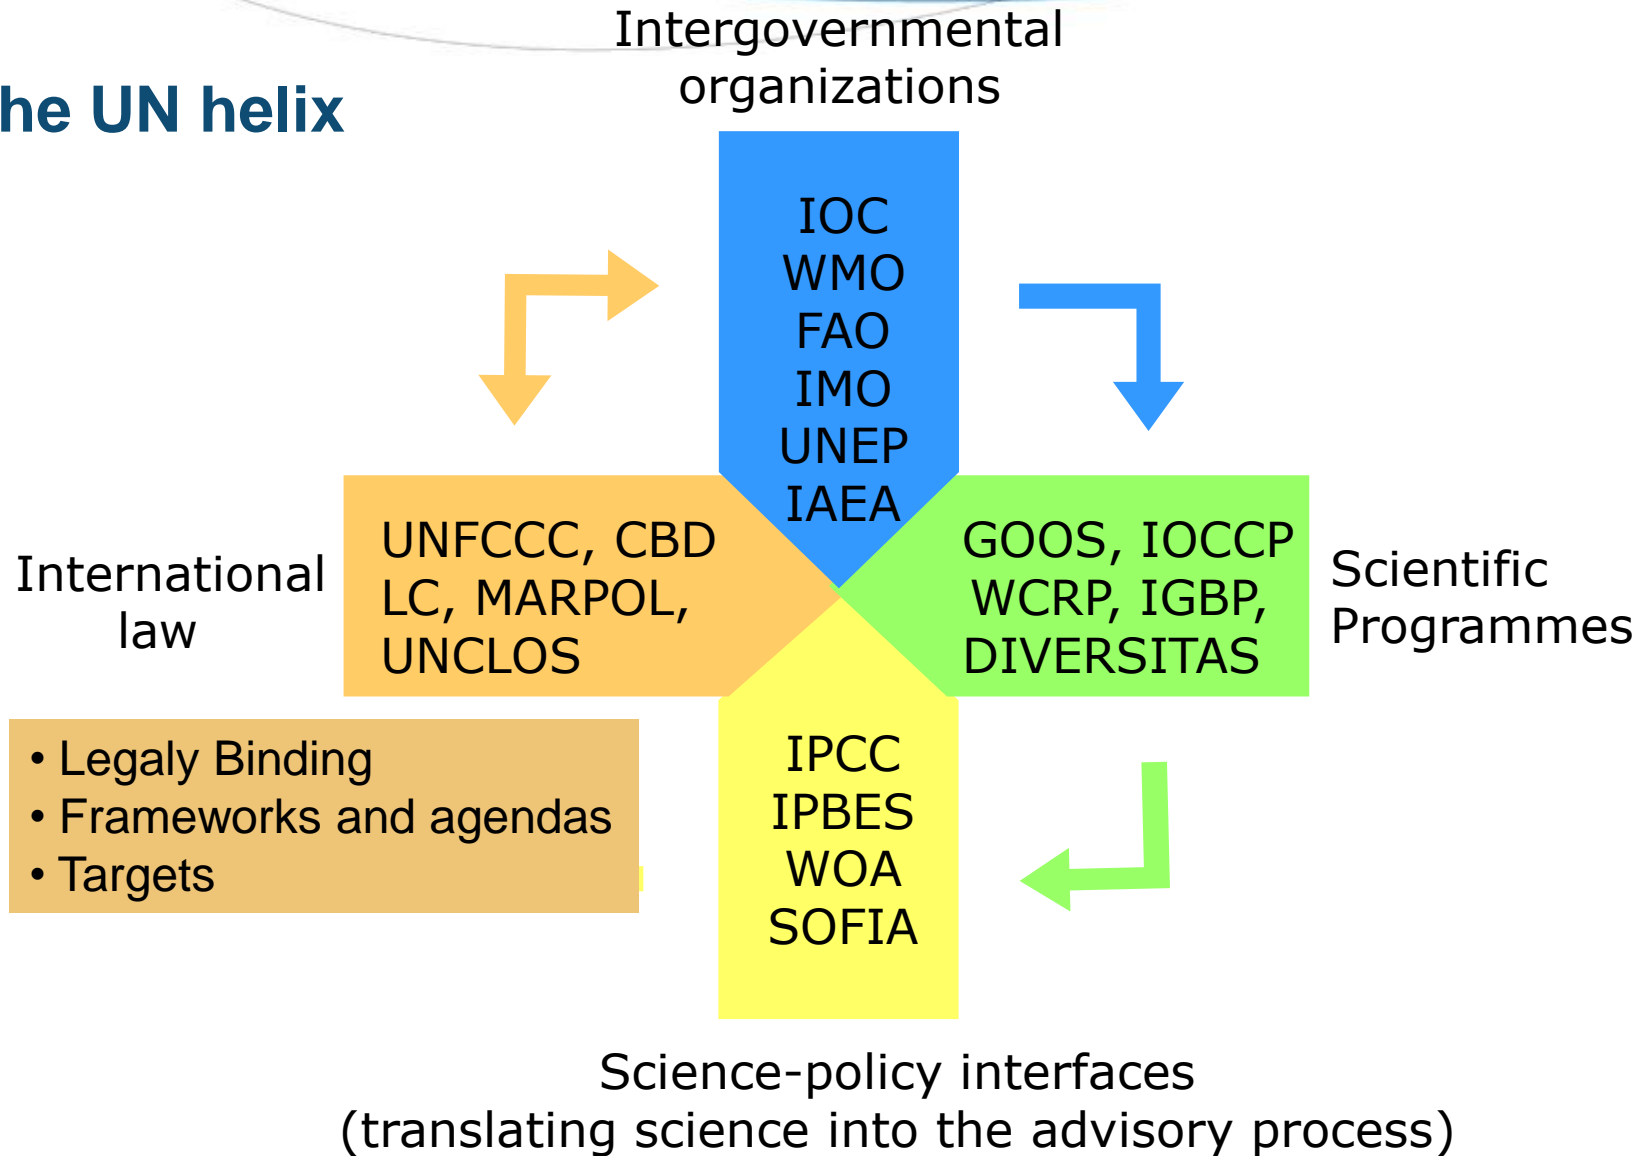 Intergovernmental
organizations
he UN helix
IOC
WMO
FAO
IMO
UNEP
IAEA
International
law
UNFCCC, CBD
LC, MARPOL,
UNCLOS
GOOS, IOCCP
WCRP, IGBP,
DIVERSITAS
Scientific
Programmes
• Legaly Binding
• Frameworks and agendas
• Targets
IPCC
IPBES
WOA
SOFIA
Science-policy interfaces
(translating science into the advisory process)